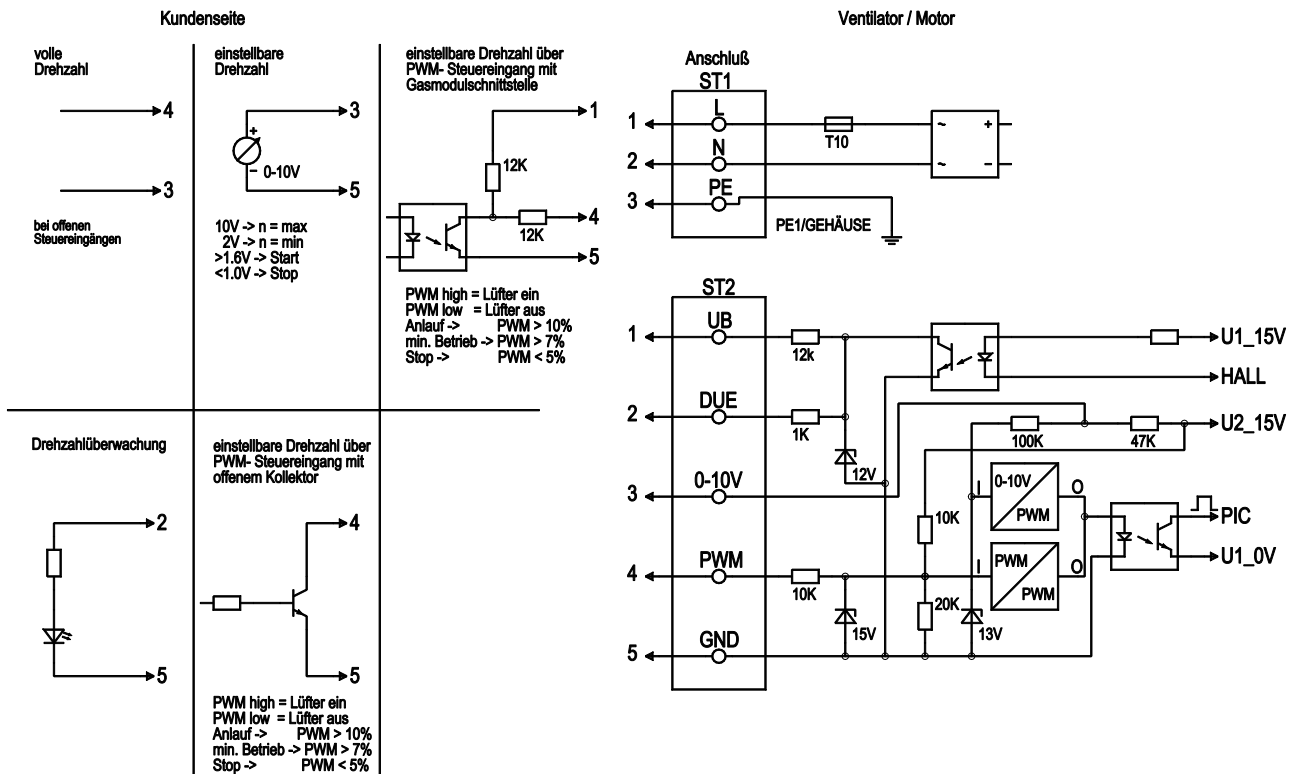 Kundenseite
volle
Drehzahl
4
3
bei offenen
Steuereingängen
einstellbare
Drehzahl
3
+
− 0-10V
5
10V -> n = max
2V -> n = min
>1.6V -> Start
<1.0V -> Stop
einstellbare Drehzahl über
PWM- Steuereingang mit
Gasmodulschnittstelle
1
12K
4
12K
5
PWM high = Lüfter ein
PWM low = Lüfter aus
Anlauf -> PWM > 10%
min. Betrieb -> PWM > 7%
Stop -> PWM < 5%
Drehzahlüberwachung
2
5
einstellbare Drehzahl über
PWM- Steuereingang mit
offenem Kollektor
4
5
PWM high = Lüfter ein
PWM low = Lüfter aus
Anlauf -> PWM > 10%
min. Betrieb -> PWM > 7%
Stop -> PWM < 5%
Ventilator / Motor
Anschluß
ST1
1 L
T10
~ +
2 N
~ −
3 PE
PE1/GEHÄUSE
ST2
1 UB
12k
U1_15V
HALL
2 DUE
1K
100K
47K
U2_15V
12V
3 0-10V
10K
I 0-10V
PWM O
PIC
U1_0V
4 PWM
10K
I PWM
PWM O
15V
20K
13V
5 GND